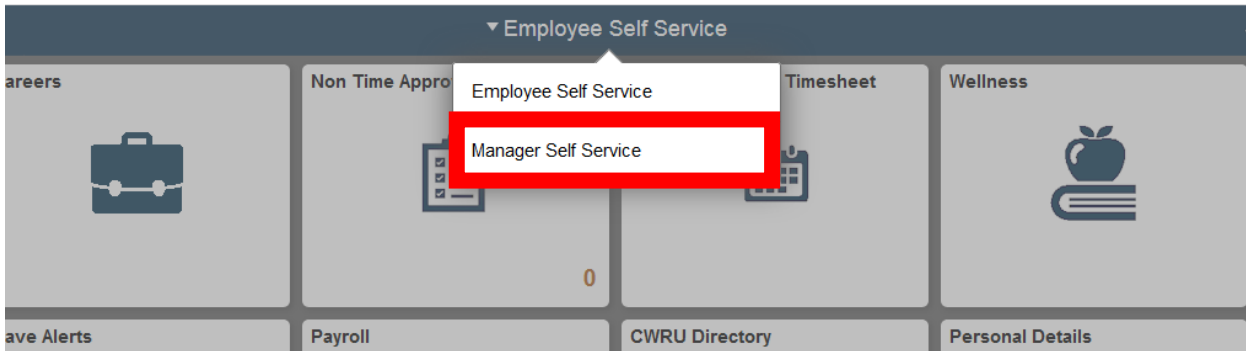 Employee Self Service
areers
Non Time Appro
Timesheet
Wellness
Employee Self Service
Manager Self Service
0
ave Alerts
Payroll
CWRU Directory
Personal Details